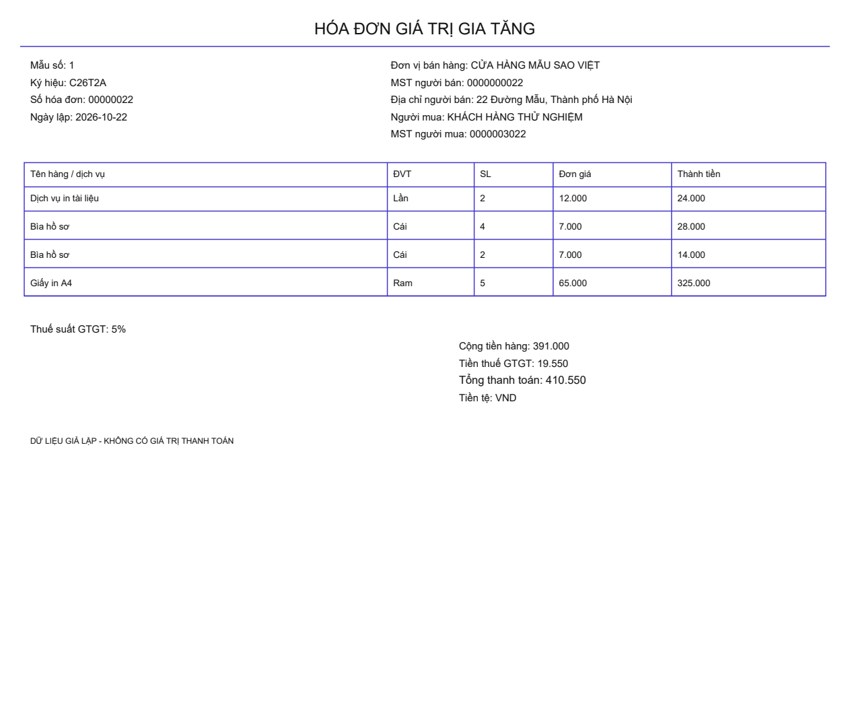 HÓA ĐƠN GIÁ TRỊ GIA TĂNG
Mẫu số: 1
Ký hiệu: C26T2A
Số hóa đơn: 00000022
Ngày lập: 2026-10-22
Đơn vị bán hàng: CỬA HÀNG MẪU SAO VIỆT
MST người bán: 0000000022
Địa chỉ người bán: 22 Đường Mẫu, Thành phố Hà Nội
Người mua: KHÁCH HÀNG THỬ NGHIỆM
MST người mua: 0000003022
Tên hàng / dịch vụ ĐVT SL Đơn giá Thành tiền
Dịch vụ in tài liệu Lần 2 12.000 24.000
Bìa hồ sơ Cái 4 7.000 28.000
Bìa hồ sơ Cái 2 7.000 14.000
Giấy in A4 Ram 5 65.000 325.000
Thuế suất GTGT: 5%
Cộng tiền hàng: 391.000
Tiền thuế GTGT: 19.550
Tổng thanh toán: 410.550
Tiền tệ: VND
DỮ LIỆU GIẢ LẬP - KHÔNG CÓ GIÁ TRỊ THANH TOÁN